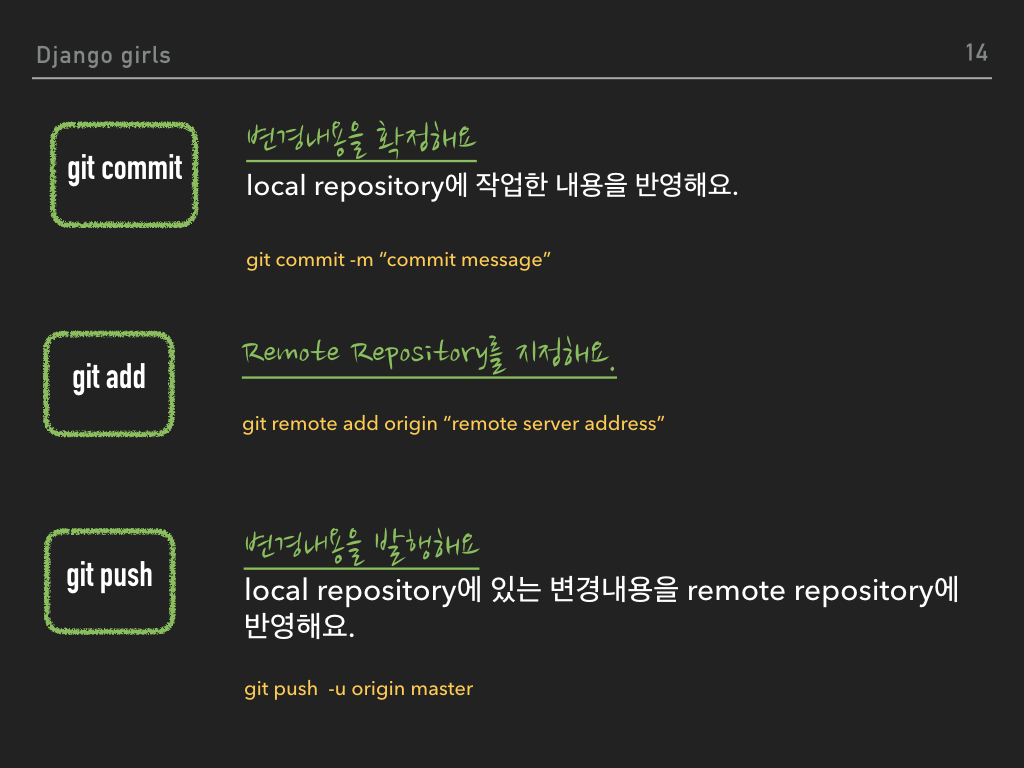 Django girls
14
git commit
변경내용을 확정해요
local repository에 작업한 내용을 반영해요.
git commit -m “commit message”
git add
Remote Repository를 지정해요.
git remote add origin “remote server address”
git push
변경내용을 발행해요
local repository에 있는 변경내용을 remote repository에
반영해요.
git push -u origin master